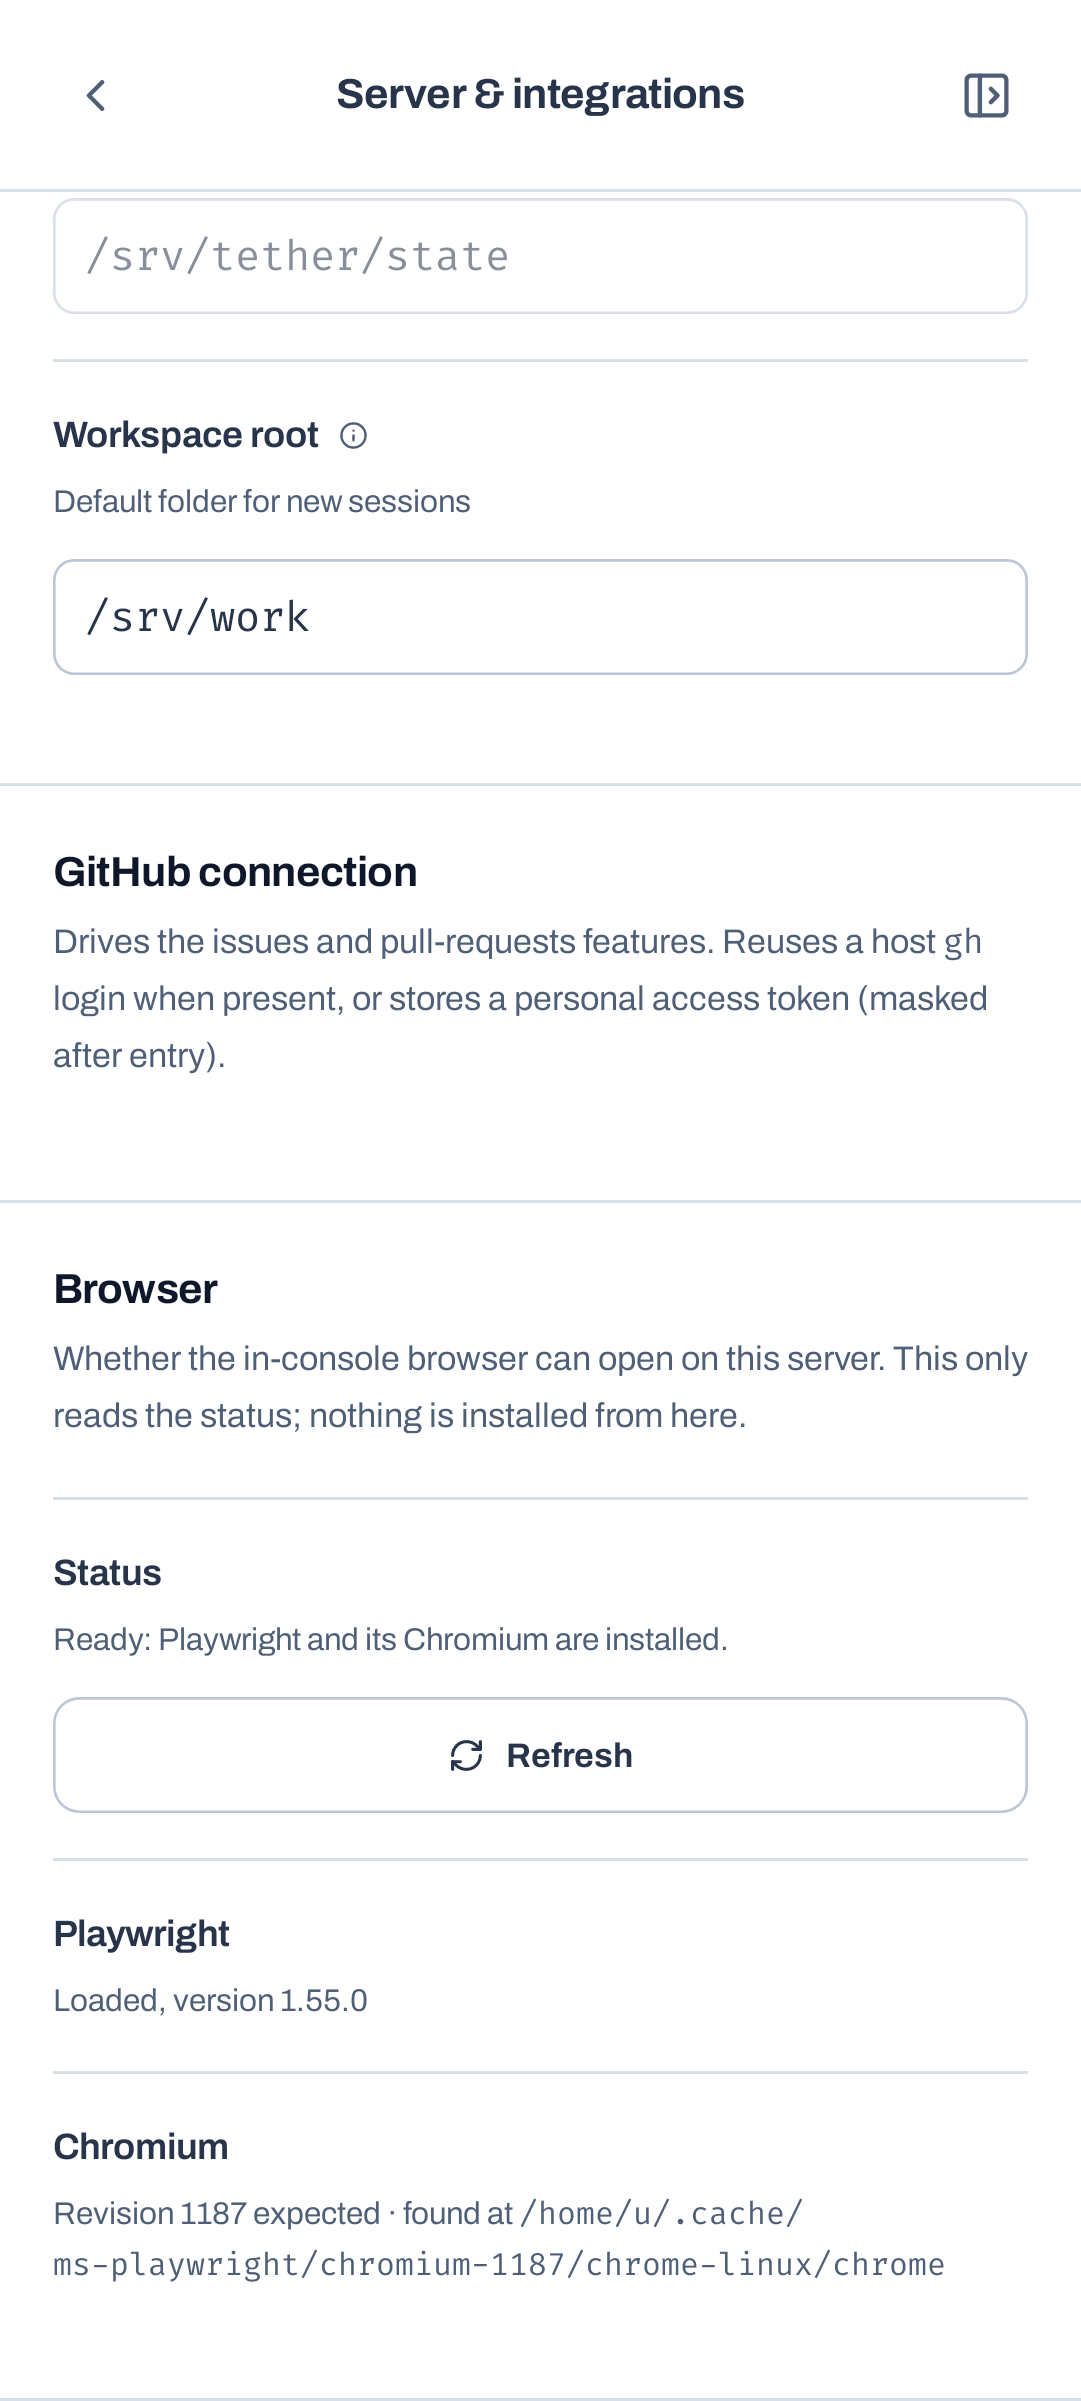 Server & integrations
/srv/tether/state
Workspace root
Default folder for new sessions
/srv/work
GitHub connection
Drives the issues and pull-requests features. Reuses a host gh
login when present, or stores a personal access token (masked
after entry).
Browser
Whether the in-console browser can open on this server. This only
reads the status; nothing is installed from here.
Status
Ready: Playwright and its Chromium are installed.
Refresh
Playwright
Loaded, version 1.55.0
Chromium
Revision 1187 expected · found at /home/u/.cache/
ms-playwright/chromium-1187/chrome-linux/chrome